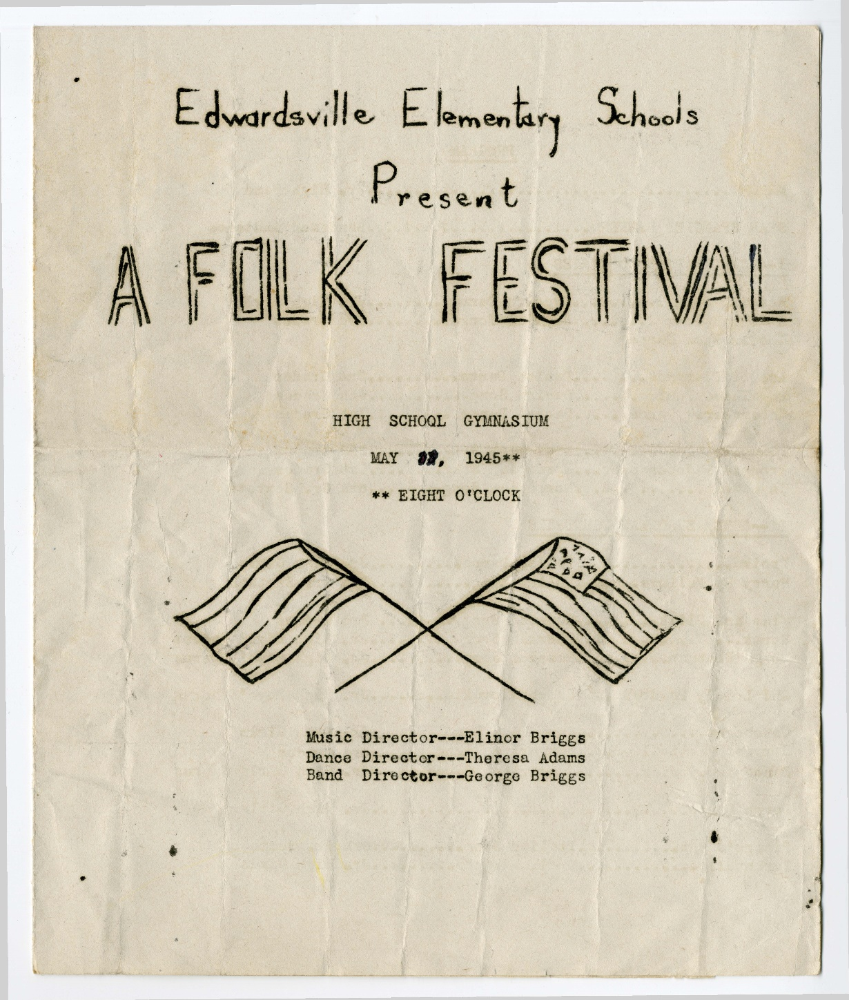 Edwardsville Elementary Schools
Present
A FOLK FESTIVAL
HIGH SCHOOL GYMNASIUM
MAY , 1945**
** EIGHT O'CLOCK
Music Director---Elinor Briggs
Dance Director---Theresa Adams
Band Director---George Briggs